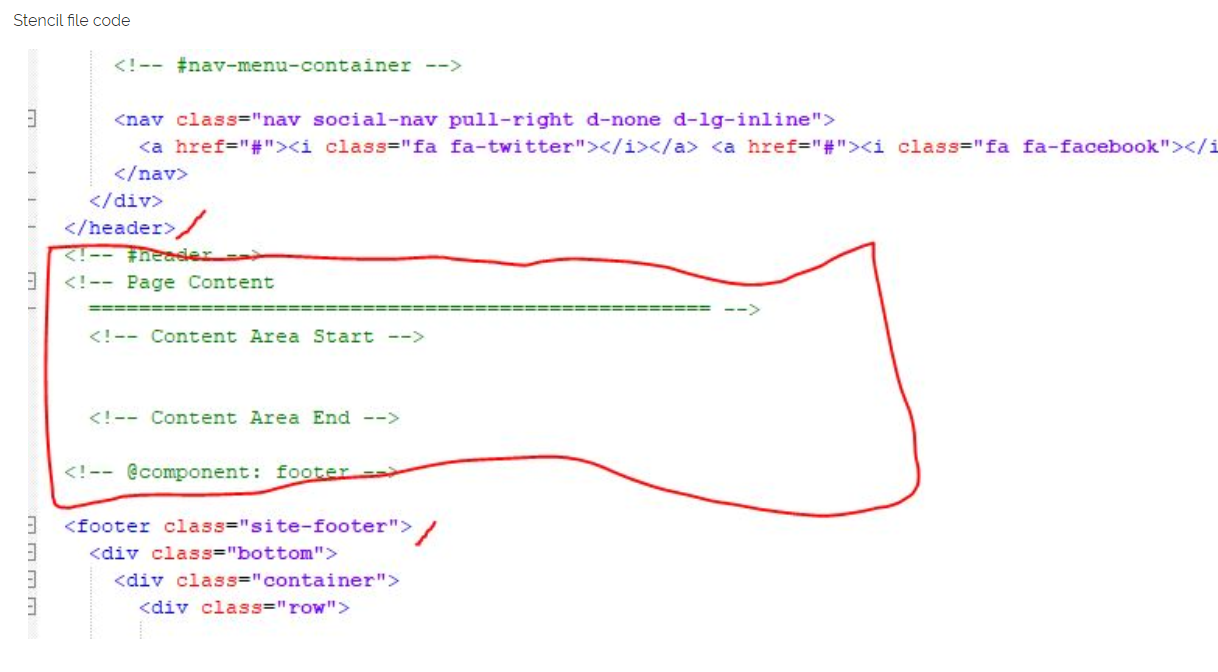 Stencil file code
<!-- #nav-menu-container -->
<nav class="nav social-nav pull-right d-none d-lg-inline">
<a href="#"><i class="fa fa-twitter"></i></a> <a href="#"><i class="fa fa-facebook"></i
</nav>
</div>
</header>
<!-- #header -->
<!-- Page Content
================================================== -->
<!-- Content Area Start -->
<!-- Content Area End -->
<!-- @component: footer -->
<footer class="site-footer">
<div class="bottom">
<div class="container">
<div class="row">